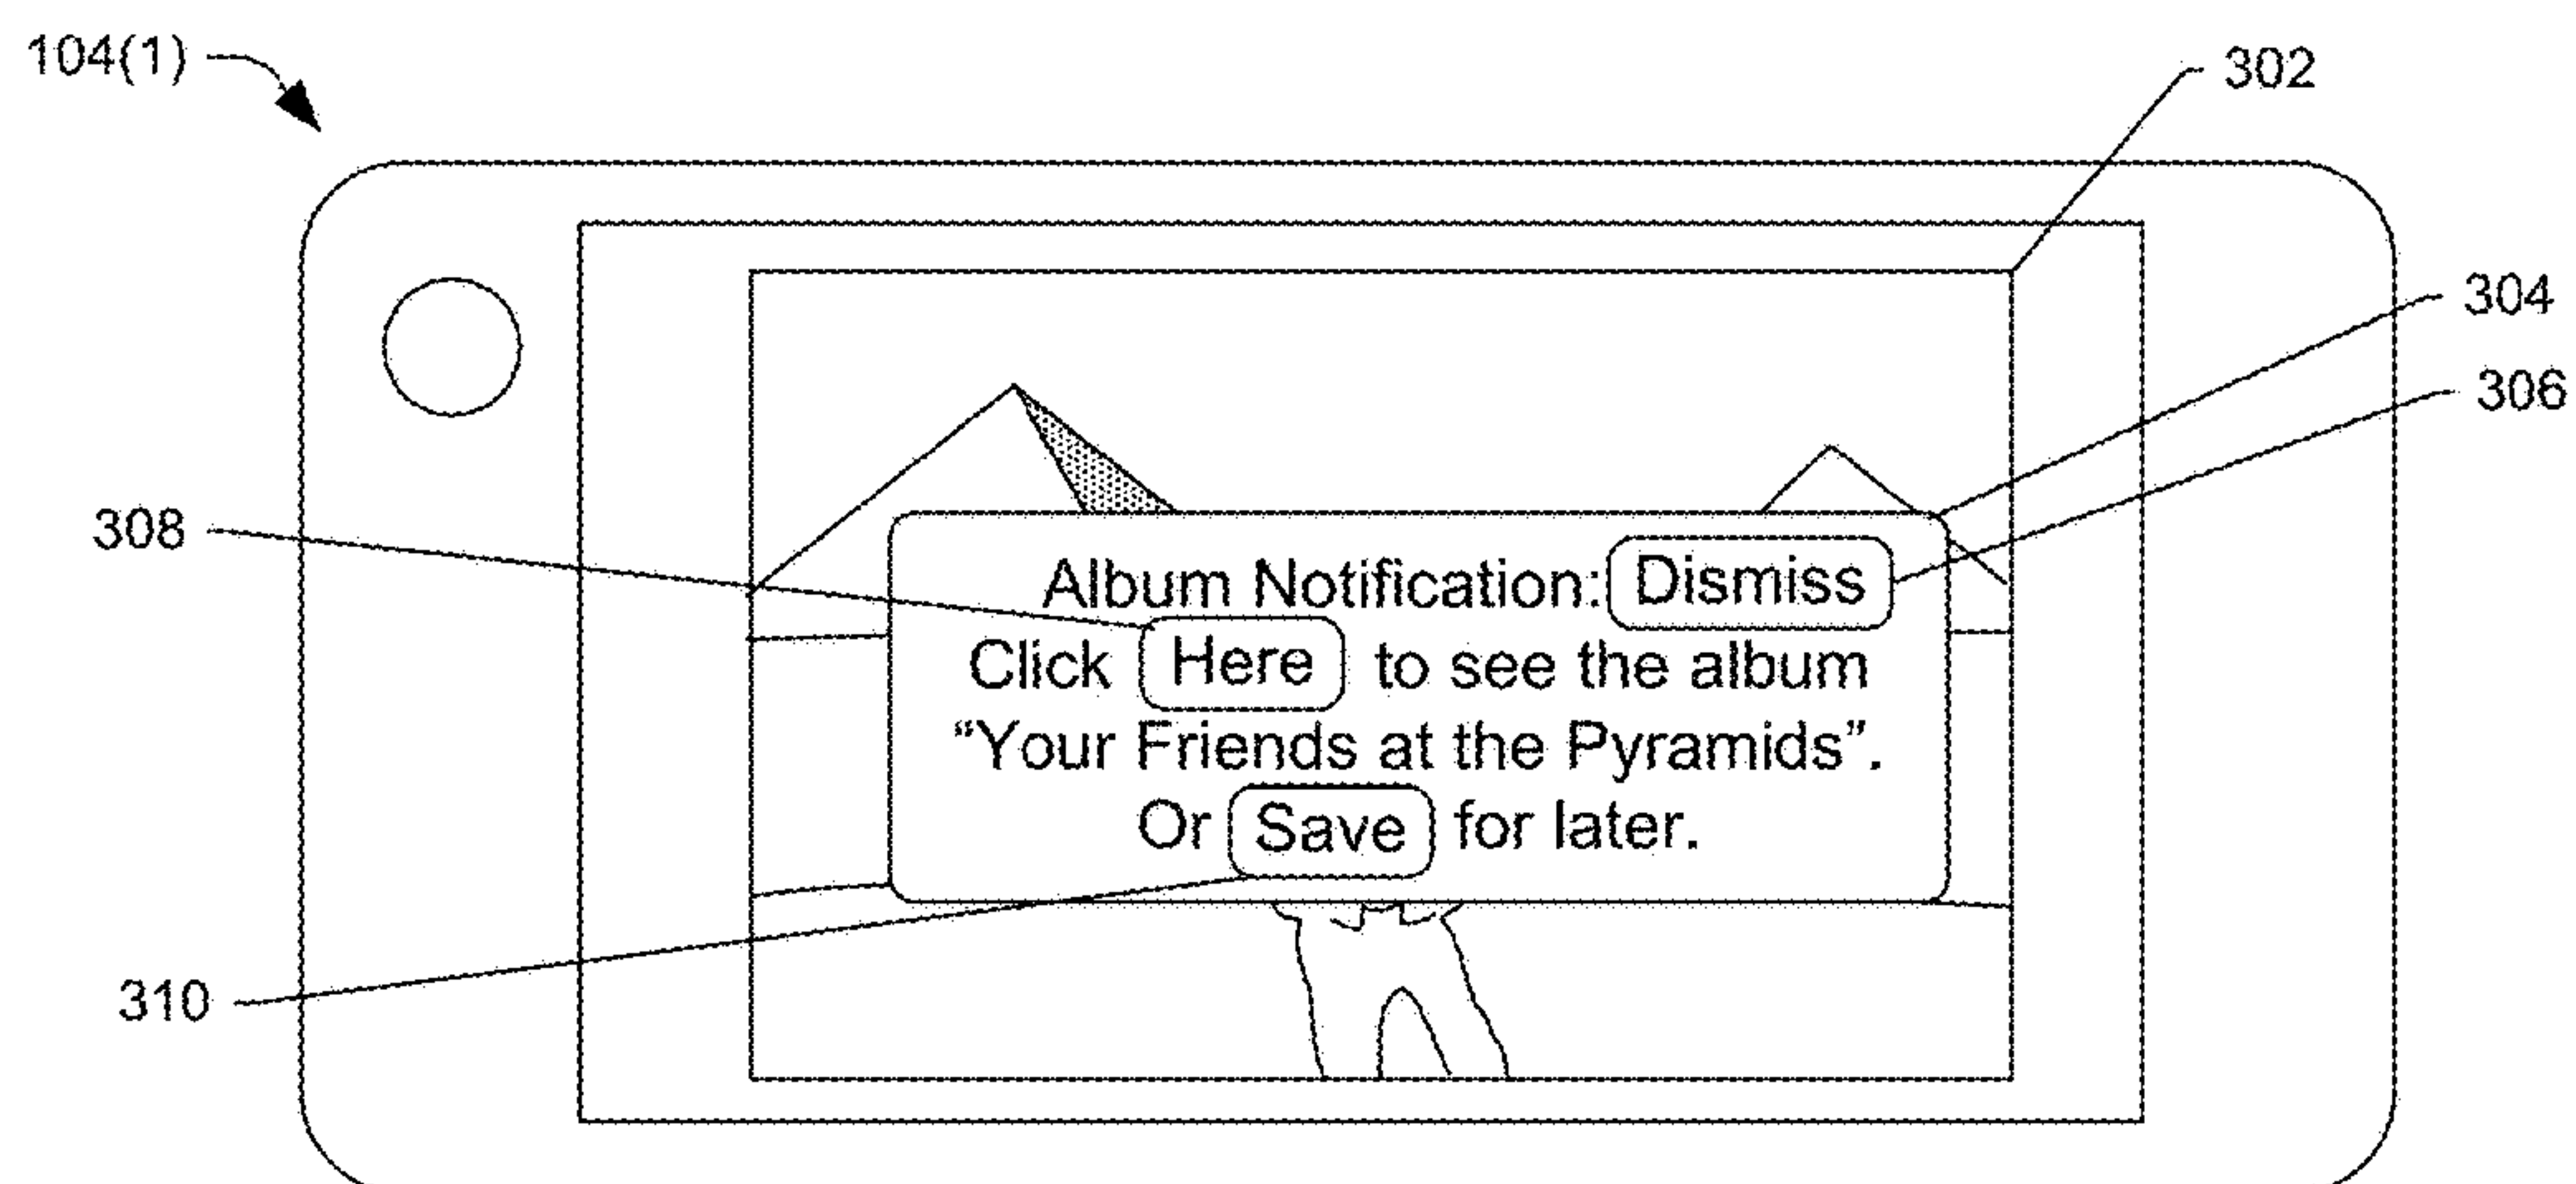 104(1)
302
304
306
308
Album Notification: Dismiss
Click Here to see the album
“Your Friends at the Pyramids”.
Or Save for later.
310